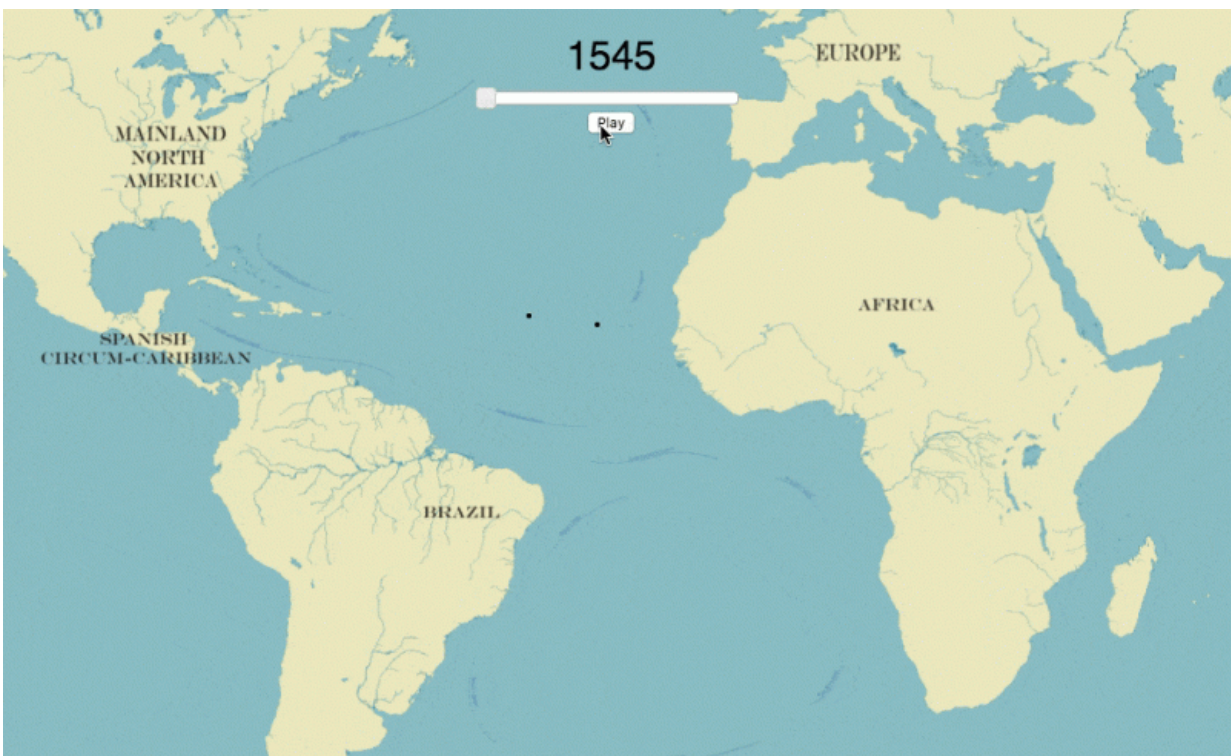 1545
EUROPE
Play
MAINLAND
NORTH
AMERICA
AFRICA
SPANISH
CIRCUM-CARIBBEAN
BRAZIL